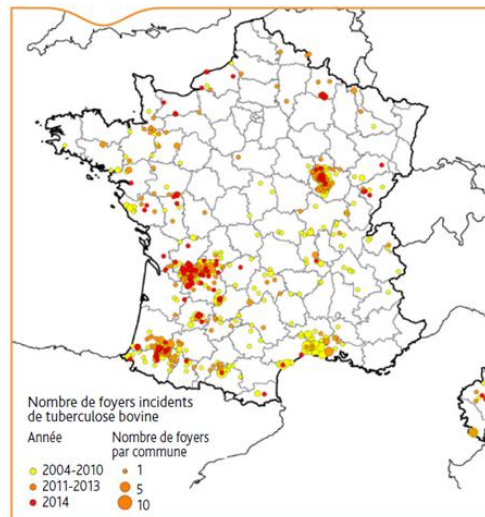 Nombre de foyers incidents
de tuberculose bovine
Année
Nombre de foyers
par commune
2004-2010
1
2011-2013
5
2014
10